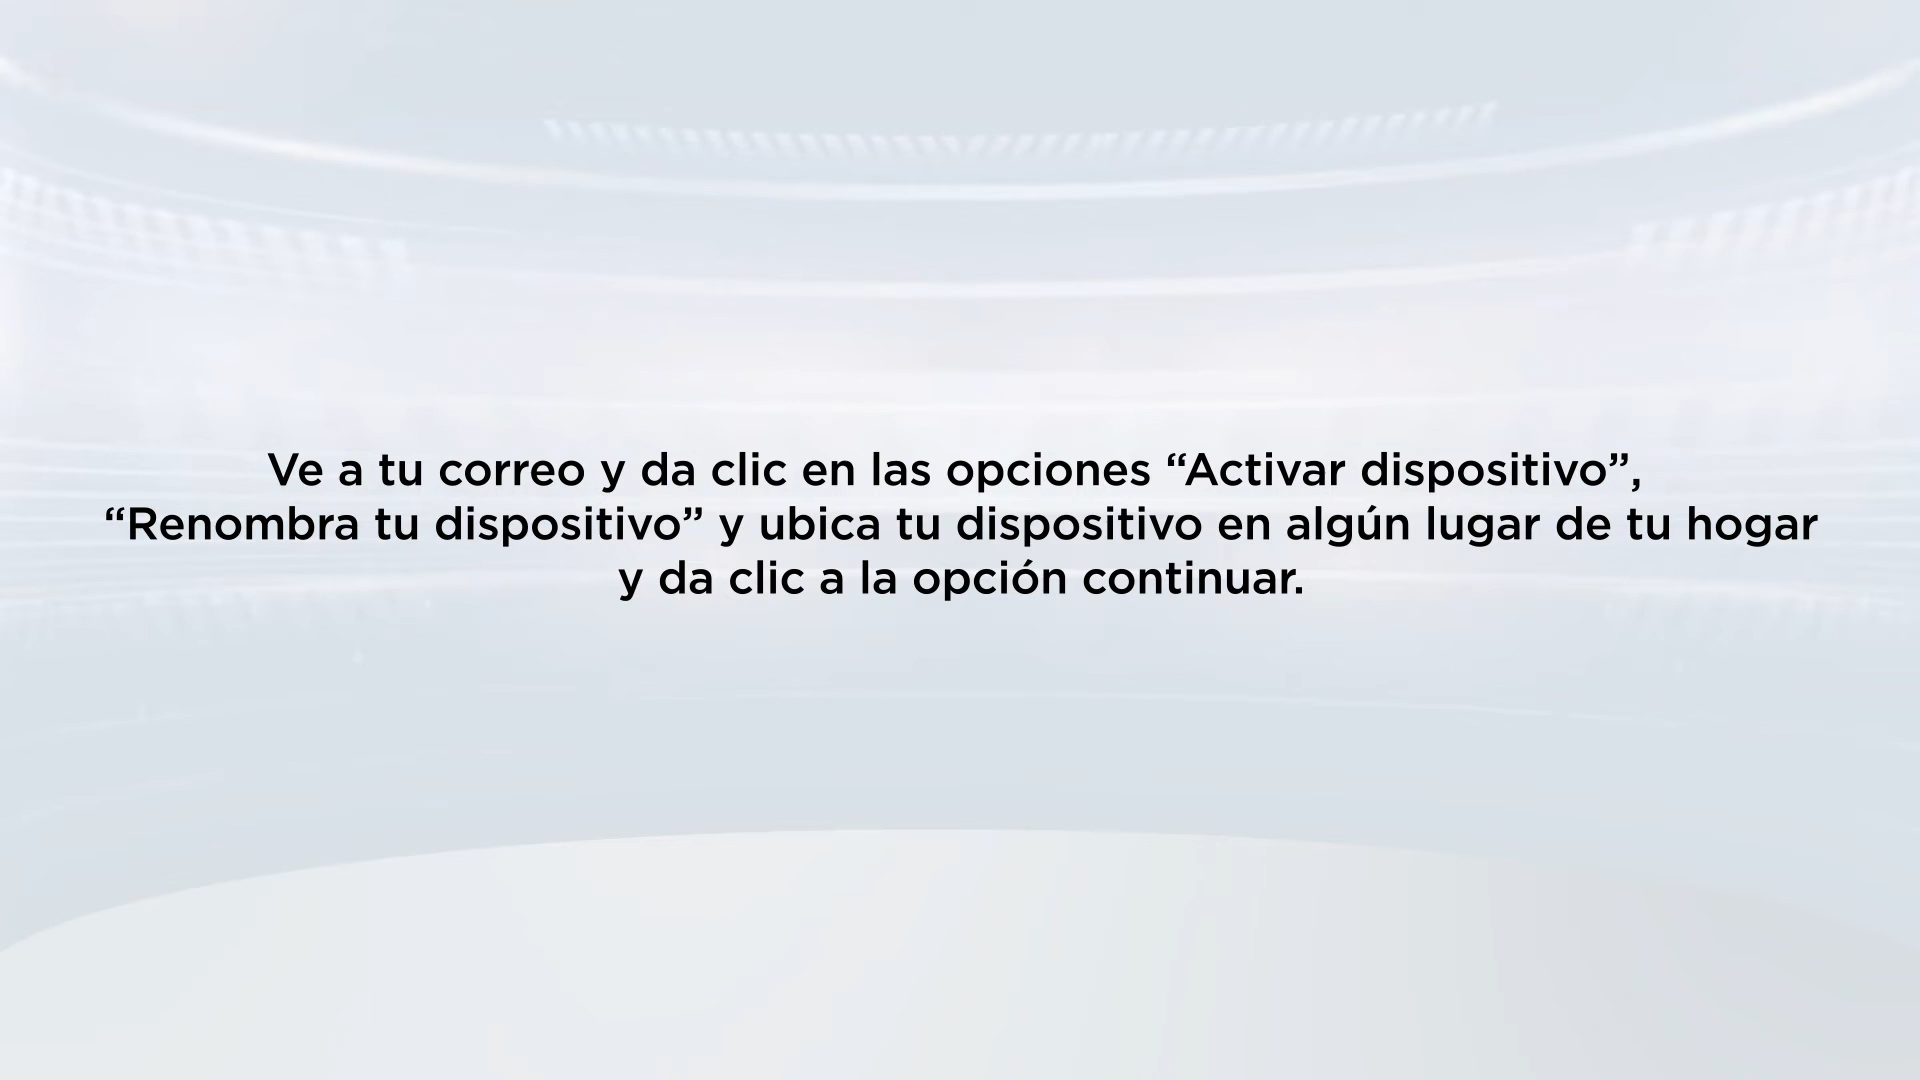 Ve a tu correo y da clic en las opciones “Activar dispositivo”,
“Renombra tu dispositivo” y ubica tu dispositivo en algún lugar de tu hogar
y da clic a la opción continuar.